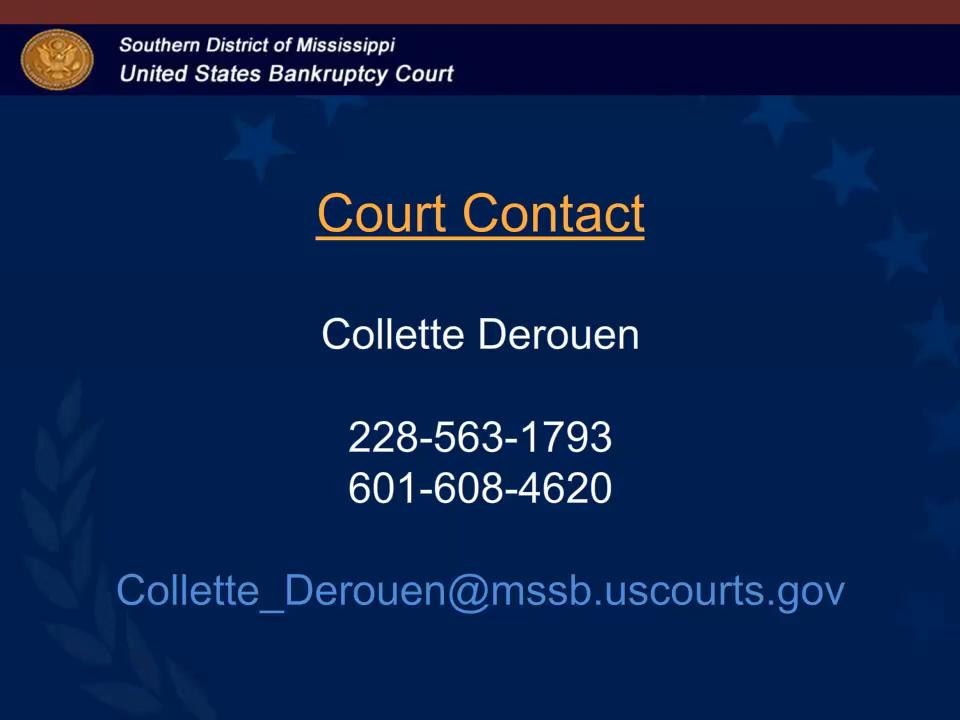 Southern District of Mississippi
United States Bankruptcy Court
Court Contact
Collette Derouen
228-563-1793
601-608-4620
Collette_Derouen@mssb.uscourts.gov